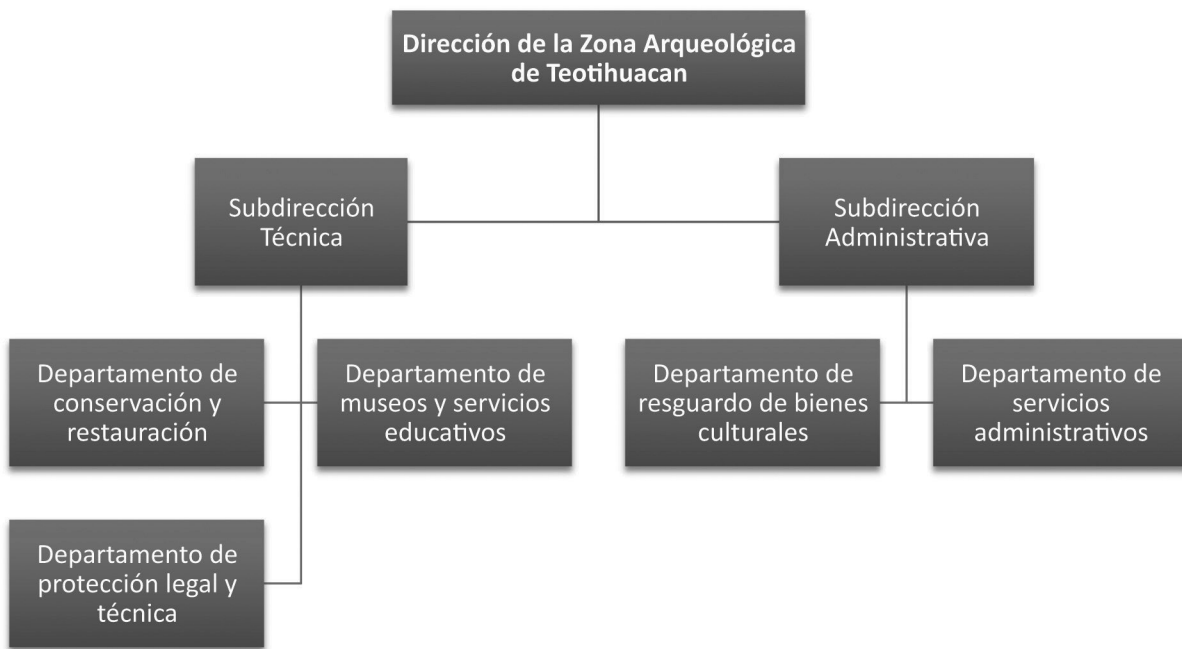 Dirección de la Zona Arqueológica
de Teotihuacan
Subdirección
Técnica
Subdirección
Administrativa
Departamento de
conservación y
restauración
Departamento de
museos y servicios
educativos
Departamento de
resguardo de bienes
culturales
Departamento de
servicios
administrativos
Departamento de
protección legal y
técnica